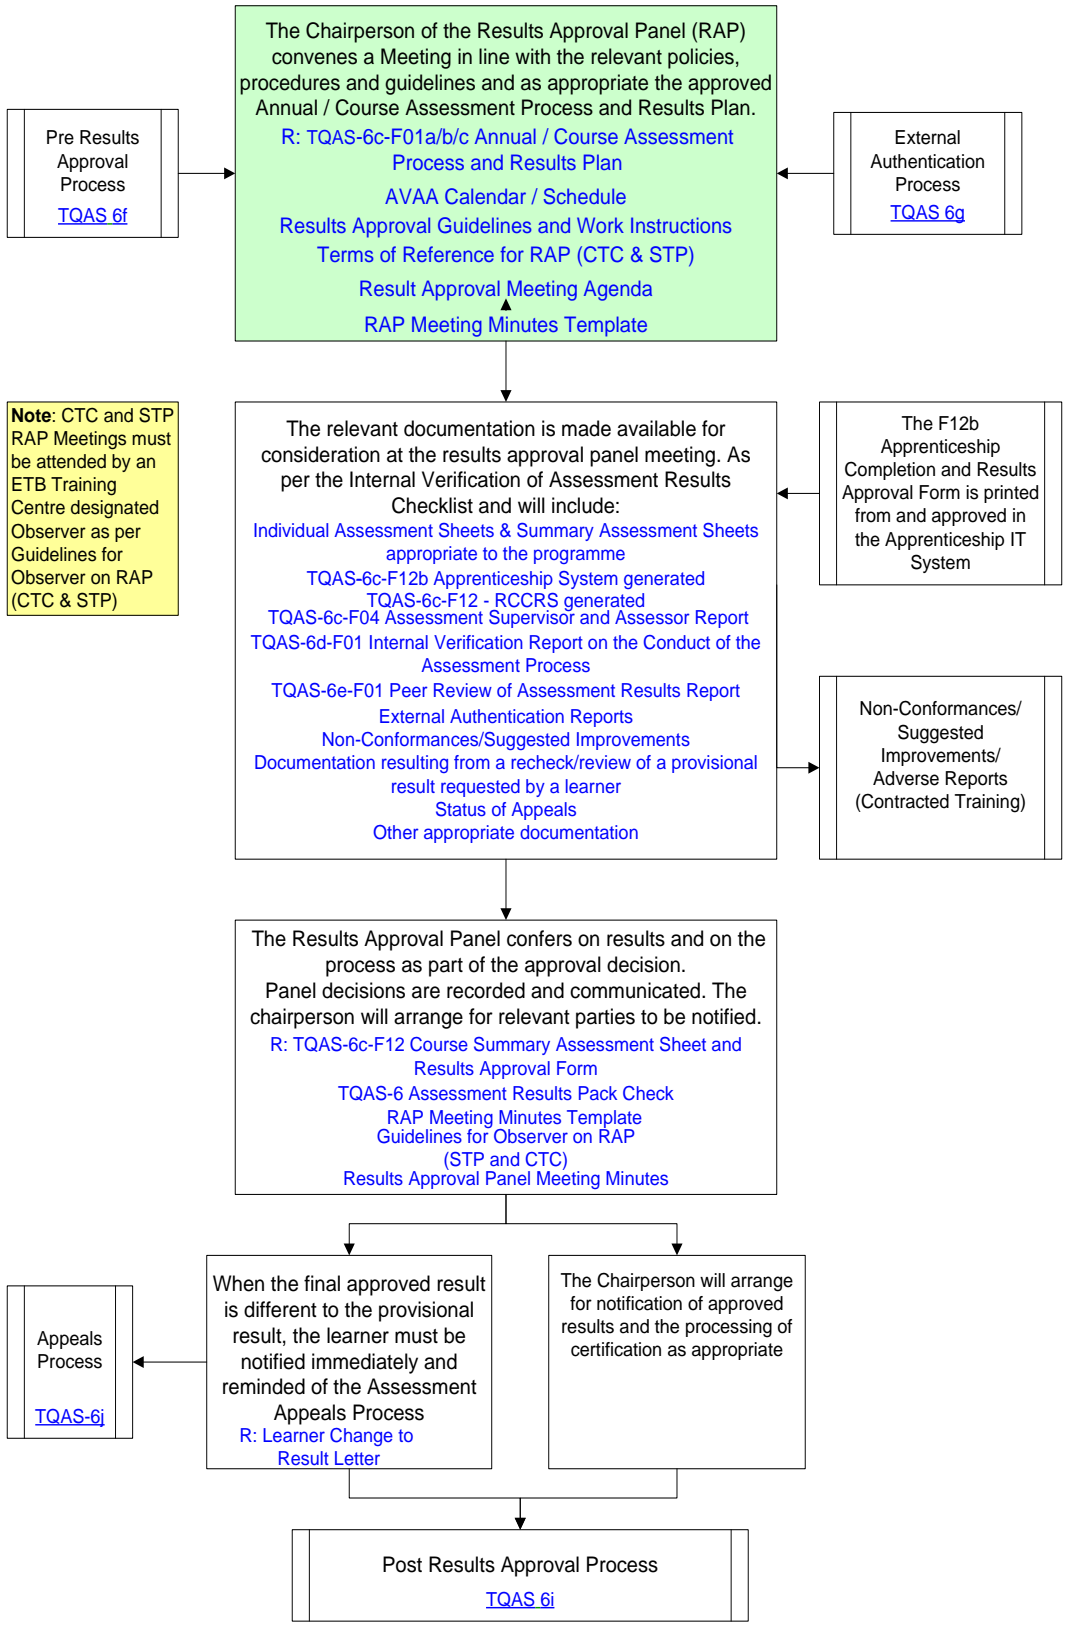 The Chairperson of the Results Approval Panel (RAP)
convenes a Meeting in line with the relevant policies,
procedures and guidelines and as appropriate the approved
Annual / Course Assessment Process and Results Plan.
R: TQAS-6c-F01a/b/c Annual / Course Assessment
Process and Results Plan
AVAA Calendar / Schedule
Results Approval Guidelines and Work Instructions
Terms of Reference for RAP (CTC & STP)
Result Approval Meeting Agenda
RAP Meeting Minutes Template
Pre Results
Approval
Process
TQAS 6f
External
Authentication
Process
TQAS 6g
Note: CTC and STP
RAP Meetings must
be attended by an
ETB Training
Centre designated
Observer as per
Guidelines for
Observer on RAP
(CTC & STP)
The relevant documentation is made available for
consideration at the results approval panel meeting. As
per the Internal Verification of Assessment Results
Checklist and will include:
Individual Assessment Sheets & Summary Assessment Sheets
appropriate to the programme
TQAS-6c-F12b Apprenticeship System generated
TQAS-6c-F12 - RCCRS generated
TQAS-6c-F04 Assessment Supervisor and Assessor Report
TQAS-6d-F01 Internal Verification Report on the Conduct of the
Assessment Process
TQAS-6e-F01 Peer Review of Assessment Results Report
External Authentication Reports
Non-Conformances/Suggested Improvements
Documentation resulting from a recheck/review of a provisional
result requested by a learner
Status of Appeals
Other appropriate documentation
The F12b
Apprenticeship
Completion and Results
Approval Form is printed
from and approved in
the Apprenticeship IT
System
Non-Conformances/
Suggested
Improvements/
Adverse Reports
(Contracted Training)
The Results Approval Panel confers on results and on the
process as part of the approval decision.
Panel decisions are recorded and communicated. The
chairperson will arrange for relevant parties to be notified.
R: TQAS-6c-F12 Course Summary Assessment Sheet and
Results Approval Form
TQAS-6 Assessment Results Pack Check
RAP Meeting Minutes Template
Guidelines for Observer on RAP
(STP and CTC)
Results Approval Panel Meeting Minutes
When the final approved result
is different to the provisional
result, the learner must be
notified immediately and
reminded of the Assessment
Appeals Process
R: Learner Change to
Result Letter
The Chairperson will arrange
for notification of approved
results and the processing of
certification as appropriate
Appeals
Process
TQAS-6j
Post Results Approval Process
TQAS 6i